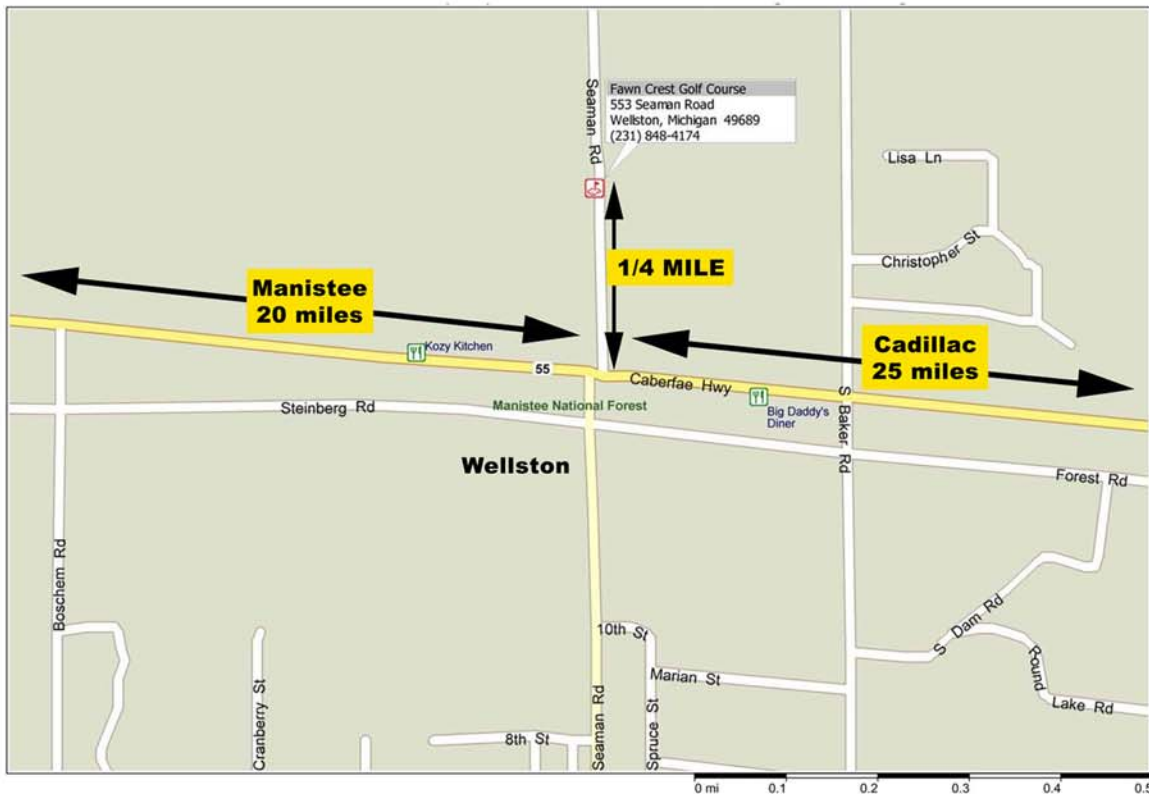 Seaman Rd
Fawn Crest Golf Course
553 Seaman Road
Wellston, Michigan 49689
(231) 848-4174
Lisa Ln
Christopher St
1/4 MILE
Manistee
20 miles
Kozy Kitchen
55
Cadillac
25 miles
Caberfae Hwy
Big Daddy's
Diner
S Baker Rd
Steinberg Rd
Manistee National Forest
Wellston
Forest Rd
Boschem Rd
10th St
S Dam Rd
Round
Lake Rd
Marian St
Cranberry St
8th St
Seaman Rd
Spruce St
0 mi 0.1 0.2 0.3 0.4 0.5